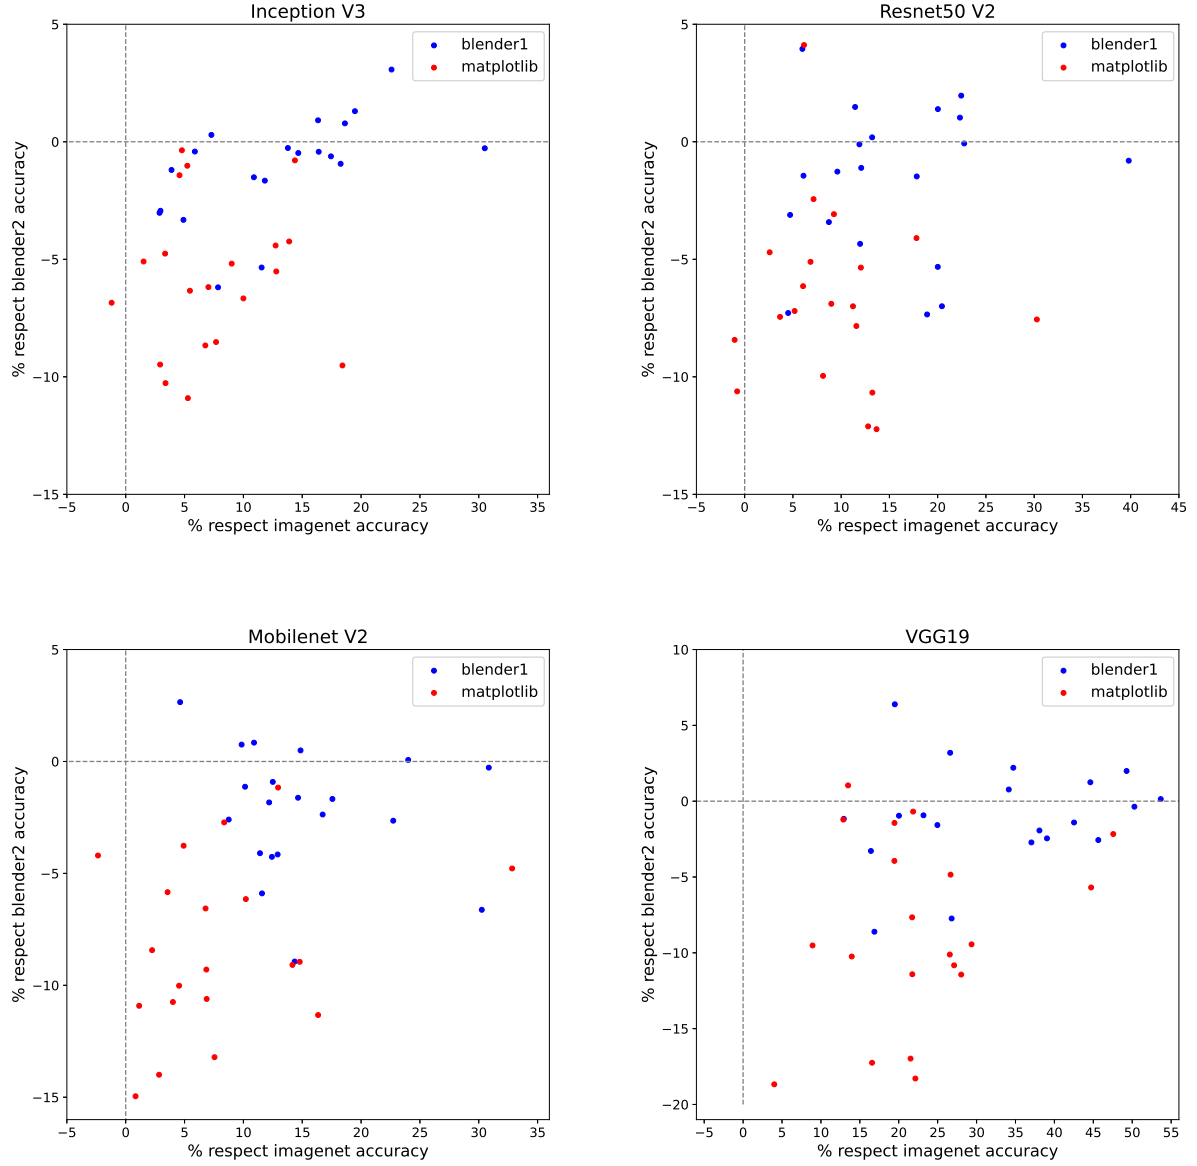 Inception V3
5
0
−5
−10
−15
% respect blender2 accuracy
blender1
matplotlib
−5 0 5 10 15 20 25 30 35
% respect imagenet accuracy
Resnet50 V2
5
0
−5
−10
−15
% respect blender2 accuracy
blender1
matplotlib
−5 0 5 10 15 20 25 30 35 40 45
% respect imagenet accuracy
Mobilenet V2
5
0
−5
−10
−15
% respect blender2 accuracy
blender1
matplotlib
−5 0 5 10 15 20 25 30 35
% respect imagenet accuracy
VGG19
10
5
0
−5
−10
−15
−20
% respect blender2 accuracy
blender1
matplotlib
−5 0 5 10 15 20 25 30 35 40 45 50 55
% respect imagenet accuracy